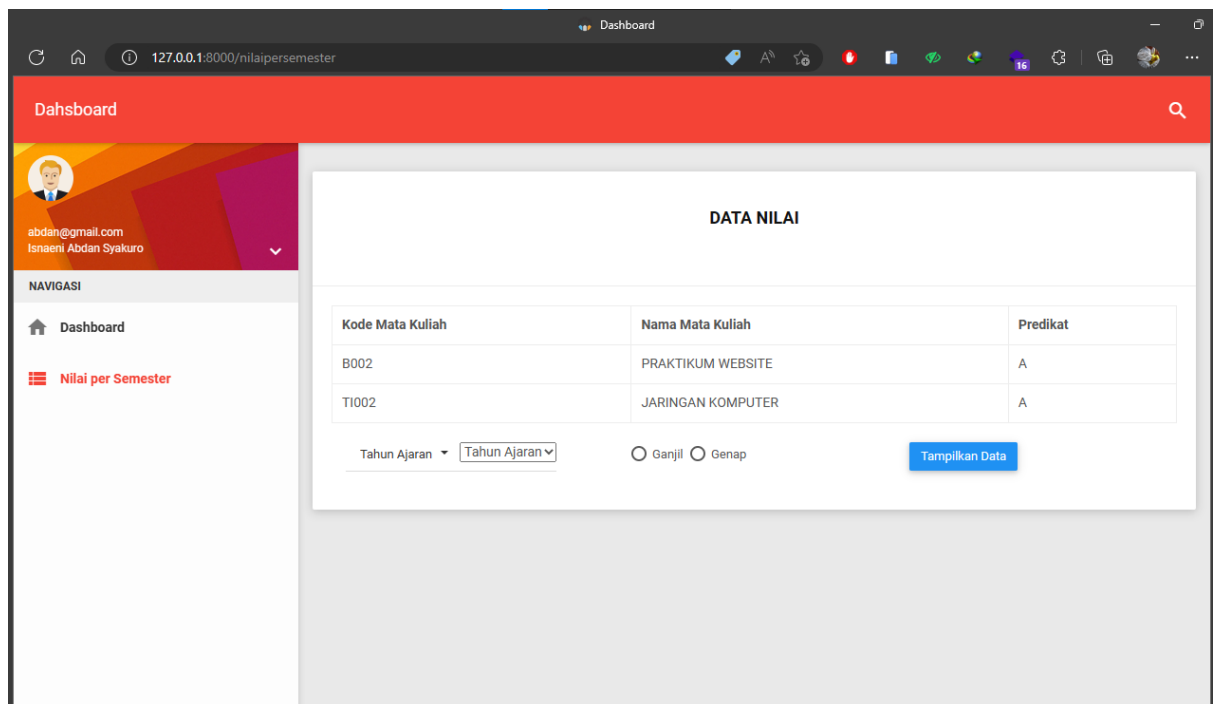 Dashboard
127.0.0.1:8000/nilaipersemester
16
Dahsboard
abdan@gmail.com
Isnaeni Abdan Syakuro
NAVIGASI
Dashboard
Nilai per Semester
DATA NILAI
Kode Mata Kuliah Nama Mata Kuliah Predikat
B002 PRAKTIKUM WEBSITE A
TI002 JARINGAN KOMPUTER A
Tahun Ajaran Tahun Ajaran Ganjil Genap Tampilkan Data